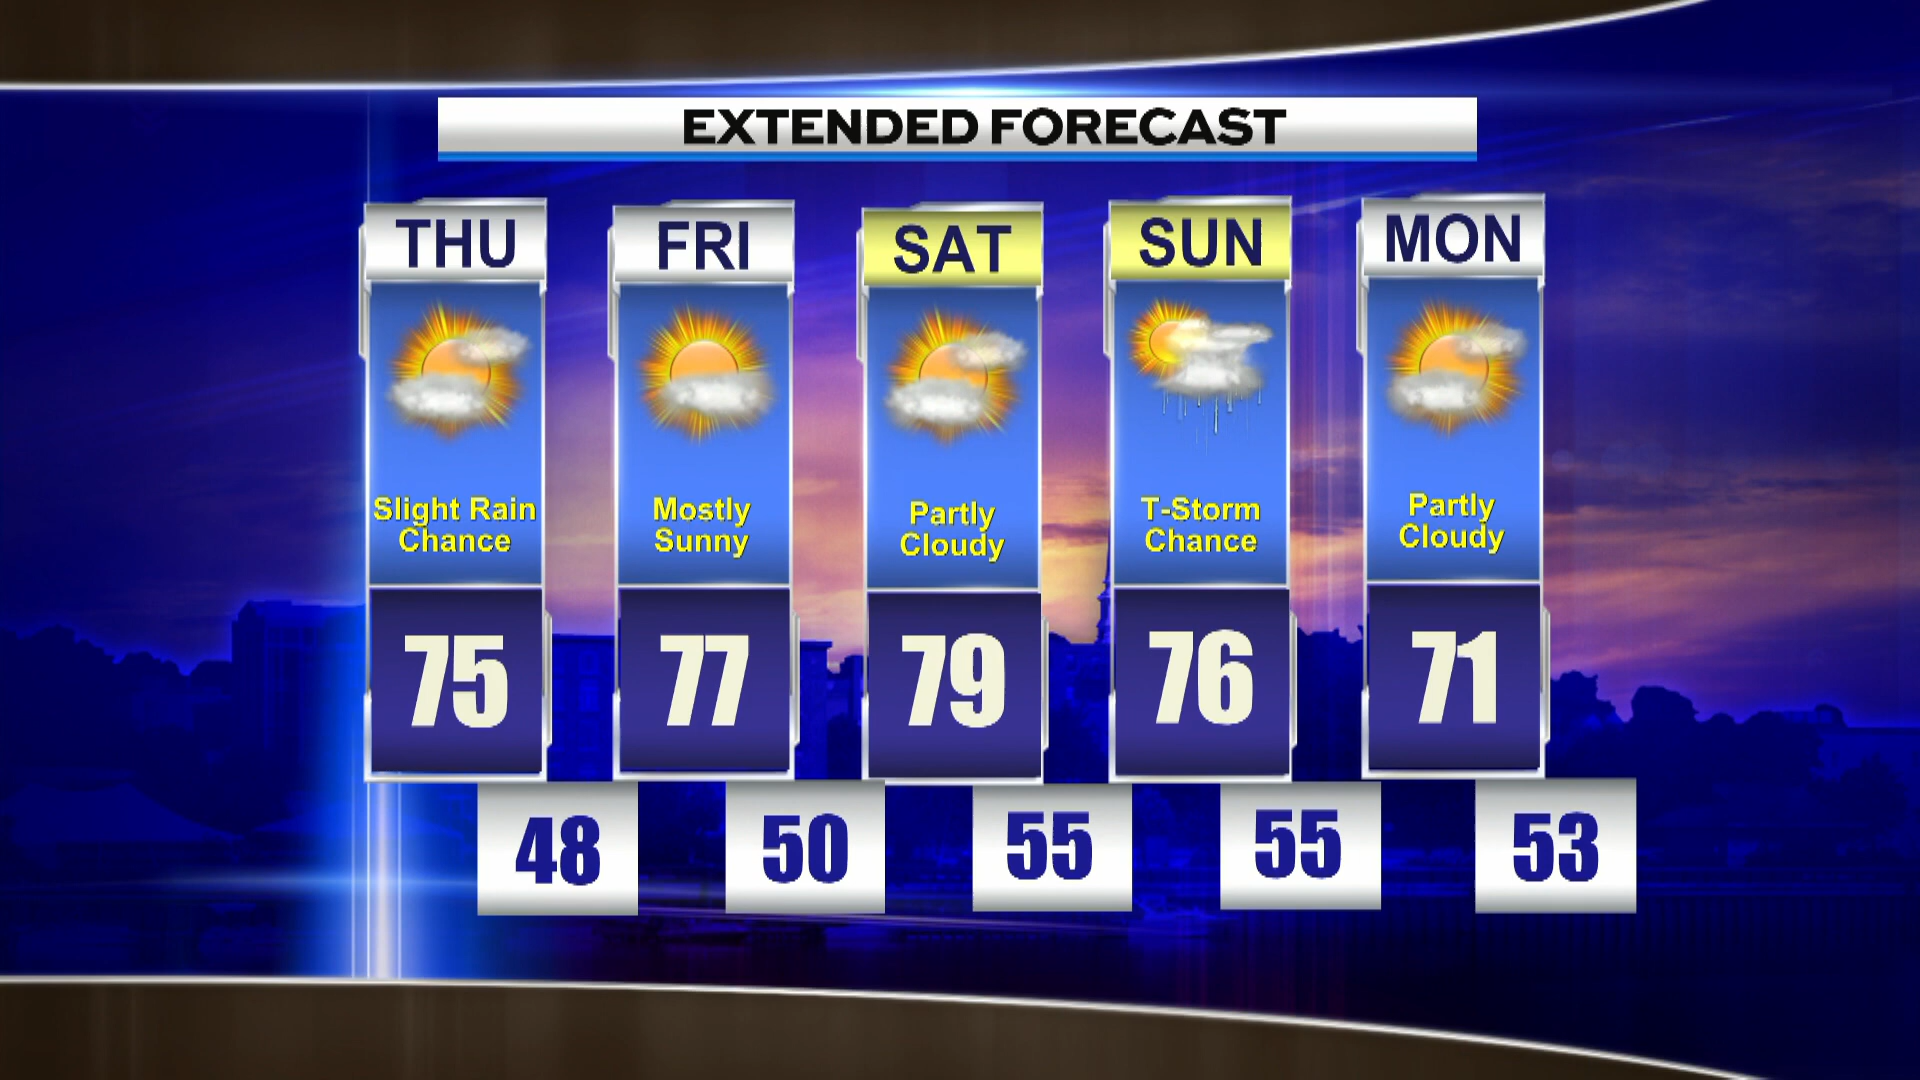 EXTENDED FORECAST
THU
FRI
SAT
SUN
MON
Slight Rain
Chance
Mostly
Sunny
Partly
Cloudy
T-Storm
Chance
Partly
Cloudy
75
77
79
76
71
48
50
55
55
53